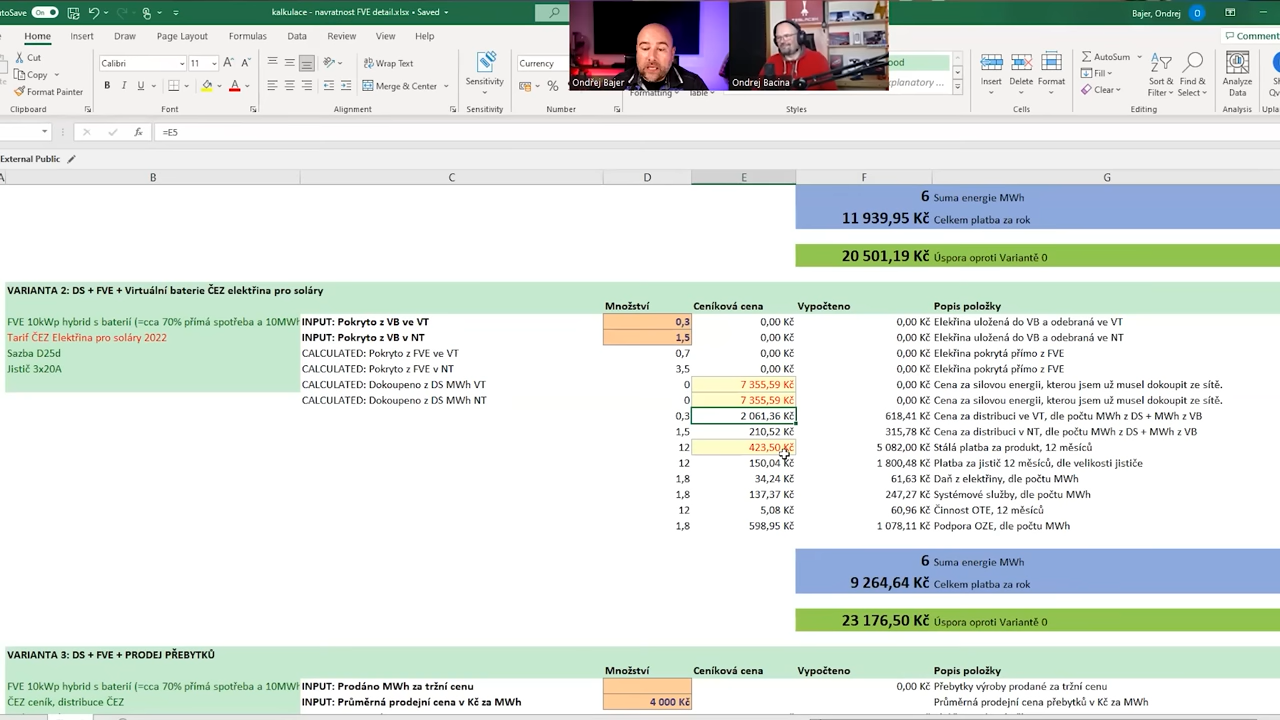 AutoSave On kalkulace - navratnost FVE detail.xlsx • Saved Bajer, Ondrej O
Home Insert Draw Page Layout Formulas Data Review View Help Comment
Cut
Copy
Format Painter
Calibri 11
B I U
Wrap Text
Merge & Center
Sensitivity
Currency
%
Insert Delete Format
AutoSum
Fill
Clear
Sort & Filter Find & Select
Analyze Data
Clipboard Font Alignment Sensitivity Number Styles Cells Editing Analysis
Ondřej Bajer
Ondrej Bacina
TESLACEK
=E5
External Public
A B C D E F G
6 Suma energie MWh
11 939,95 Kč Celkem platba za rok
20 501,19 Kč Úspora oproti Variantě 0
VARIANTA 2: DS + FVE + Virtuální baterie ČEZ elektřina pro soláry
Množství Ceníková cena Vypočteno Popis položky
FVE 10kWp hybrid s baterií (=cca 70% přímá spotřeba a 10MWh INPUT: Pokryto z VB ve VT 0,3 0,00 Kč 0,00 Kč Elekřina uložená do VB a odebraná ve VT
Tarif ČEZ Elektřina pro soláry 2022 INPUT: Pokryto z VB v NT 1,5 0,00 Kč 0,00 Kč Elekřina uložená do VB a odebraná ve NT
Sazba D25d CALCULATED: Pokryto z FVE ve VT 0,7 0,00 Kč 0,00 Kč Elekřina pokrytá přímo z FVE
Jistič 3x20A CALCULATED: Pokryto z FVE v NT 3,5 0,00 Kč 0,00 Kč Elekřina pokrytá přímo z FVE
CALCULATED: Dokoupeno z DS MWh VT 0 7 355,59 Kč 0,00 Kč Cena za silovou energii, kterou jsem už musel dokoupit ze sítě.
CALCULATED: Dokoupeno z DS MWh NT 0 7 355,59 Kč 0,00 Kč Cena za silovou energii, kterou jsem už musel dokoupit ze sítě.
0,3 2 061,36 Kč 618,41 Kč Cena za distribuci ve VT, dle počtu MWh z DS + MWh z VB
1,5 210,52 Kč 315,78 Kč Cena za distribuci v NT, dle počtu MWh z DS + MWh z VB
12 423,50 Kč 5 082,00 Kč Stálá platba za produkt, 12 měsíců
12 150,04 Kč 1 800,48 Kč Platba za jistič 12 měsíců, dle velikosti jističe
1,8 34,24 Kč 61,63 Kč Daň z elektřiny, dle počtu MWh
1,8 137,37 Kč 247,27 Kč Systémové služby, dle počtu MWh
12 5,08 Kč 60,96 Kč Činnost OTE, 12 měsíců
1,8 598,95 Kč 1 078,11 Kč Podpora OZE, dle počtu MWh
6 Suma energie MWh
9 264,64 Kč Celkem platba za rok
23 176,50 Kč Úspora oproti Variantě 0
VARIANTA 3: DS + FVE + PRODEJ PŘEBYTKŮ
Množství Ceníková cena Vypočteno Popis položky
FVE 10kWp hybrid s baterií (=cca 70% přímá spotřeba a 10MWh INPUT: Prodáno MWh za tržní cenu 0,00 Kč Přebytky výroby prodané za tržní cenu
ČEZ ceník, distribuce ČEZ INPUT: Průměrná prodejní cena v Kč za MWh 4 000 Kč Průměrná prodejní cena přebytků v Kč za MWh